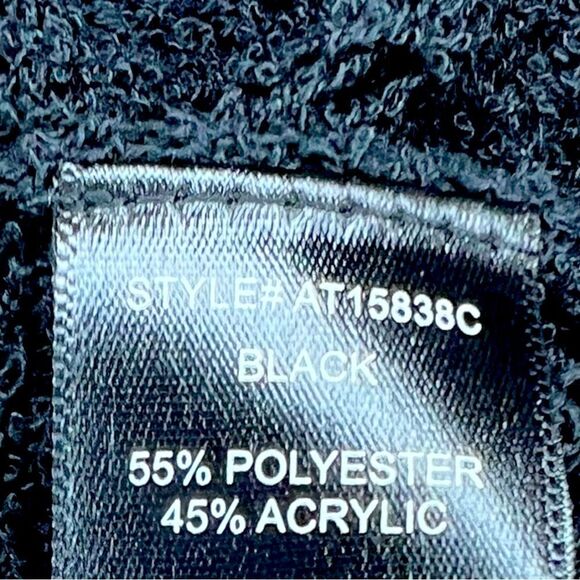 STYLE# AT15838C
BLACK
55% POLYESTER
45% ACRYLIC